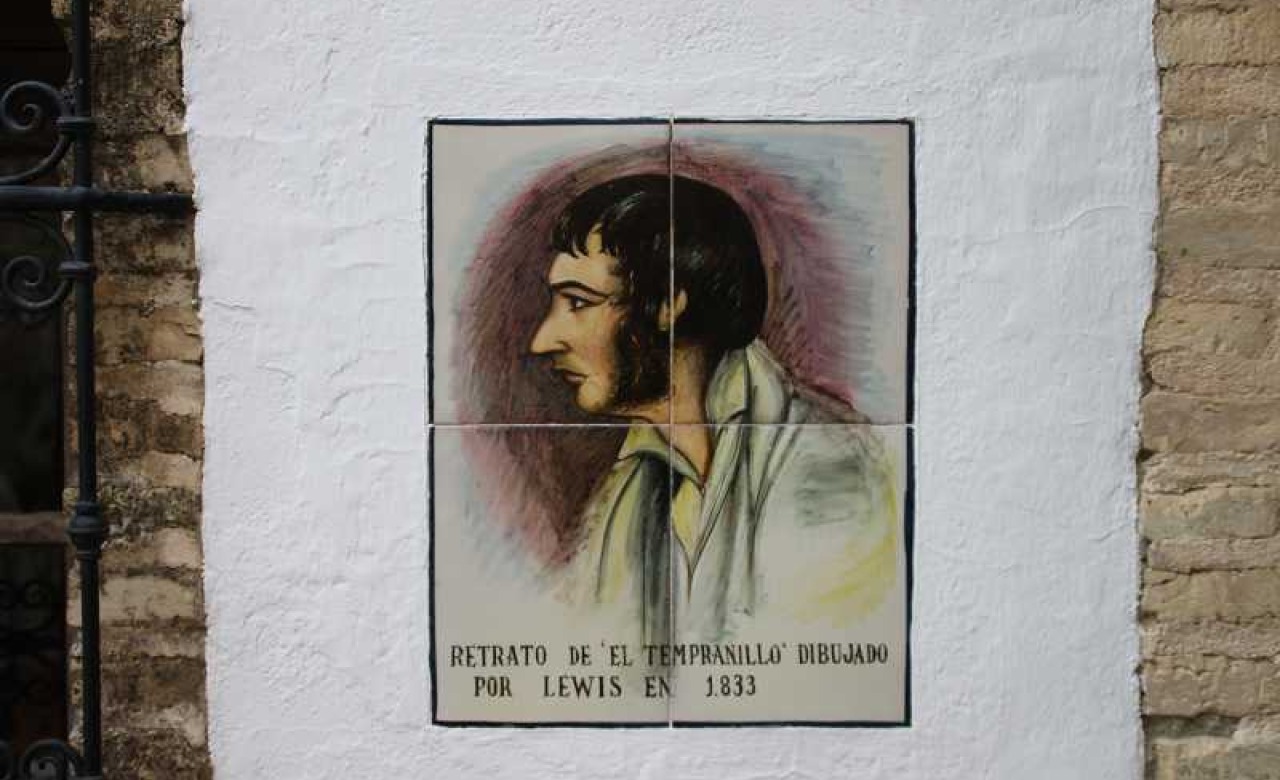 RETRATO DE 'EL TEMPRANILLO' DIBUJADO
POR LEWIS EN 1.833